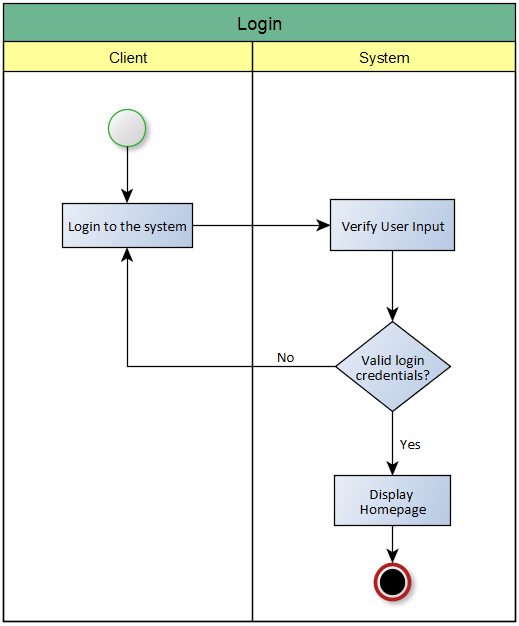 Login
Client
System
Login to the system
Verify User Input
Valid login
credentials?
No
Yes
Display
Homepage